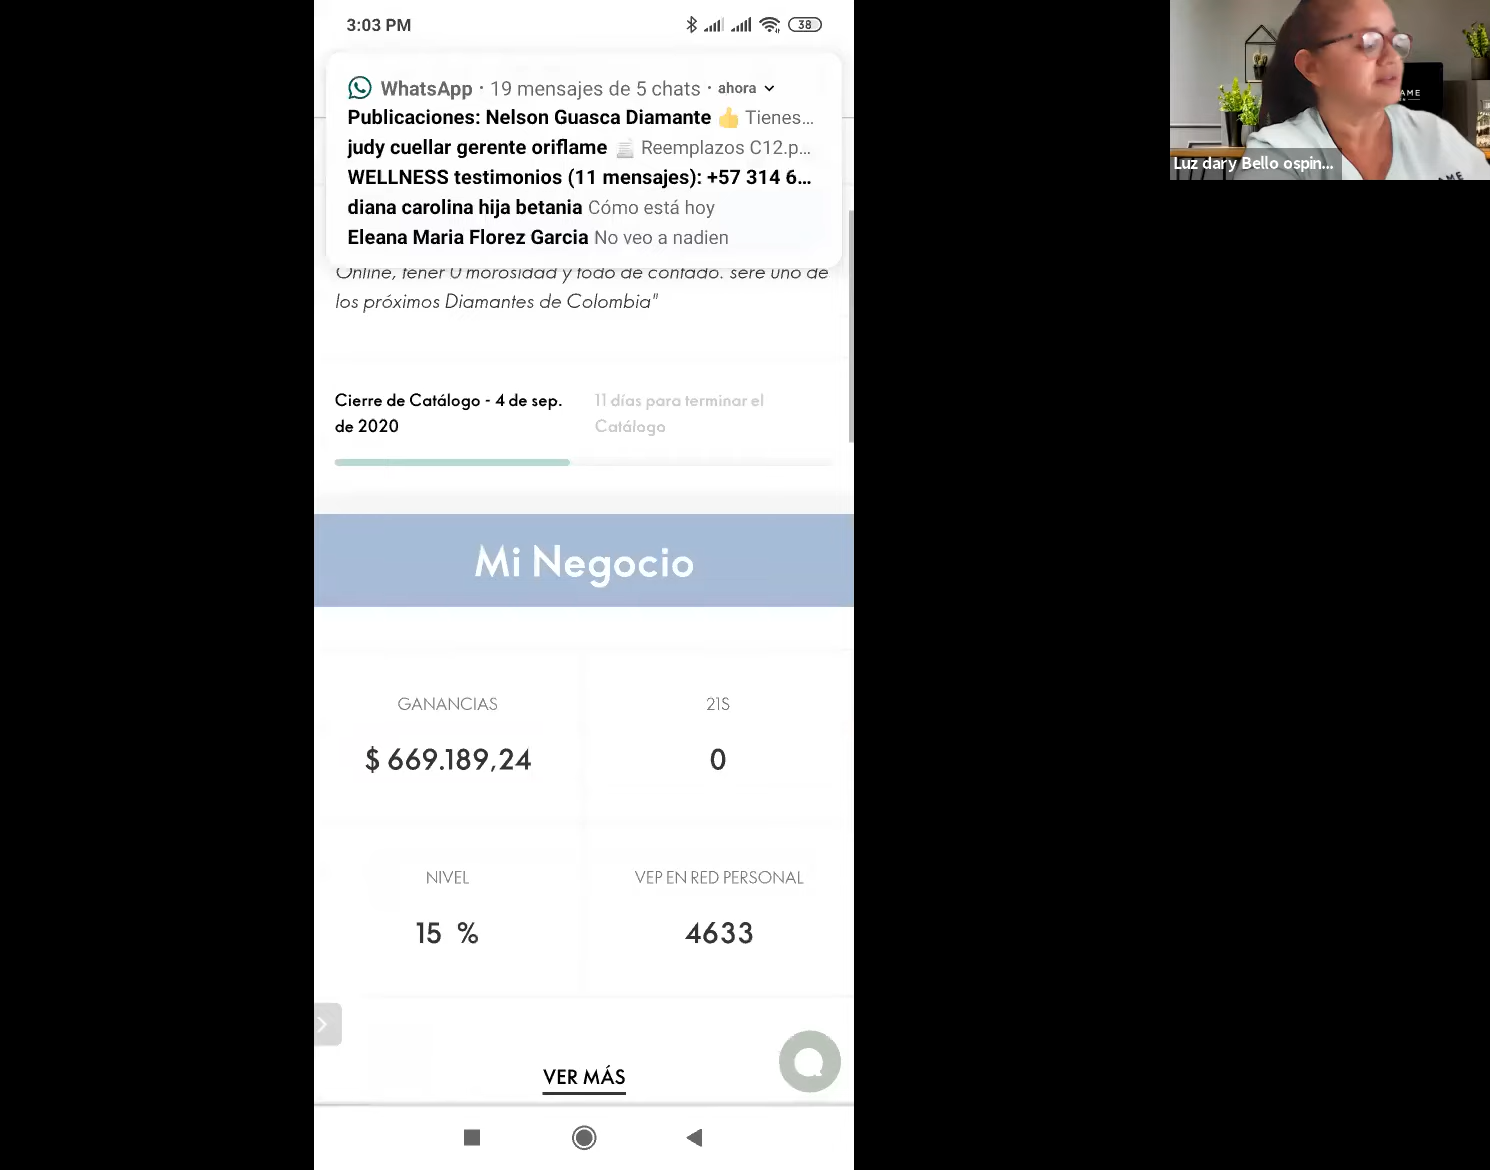 3:03 PM
38
WhatsApp · 19 mensajes de 5 chats · ahora
Publicaciones: Nelson Guasca Diamante 👍 Tienes...
judy cuellar gerente oriflame 📄 Reemplazos C12.p...
WELLNESS testimonios (11 mensajes): +57 314 6...
diana carolina hija betania Cómo está hoy
Eleana Maria Florez Garcia No veo a nadien
Online, tener 0 morosidad y todo de contado. seré uno de
los próximos Diamantes de Colombia"
Cierre de Catálogo - 4 de sep.
de 2020
11 días para terminar el
Catálogo
Mi Negocio
GANANCIAS
$ 669.189,24
21S
0
NIVEL
15 %
VEP EN RED PERSONAL
4633
VER MÁS
Luz dary Bello ospin...
AME
AME